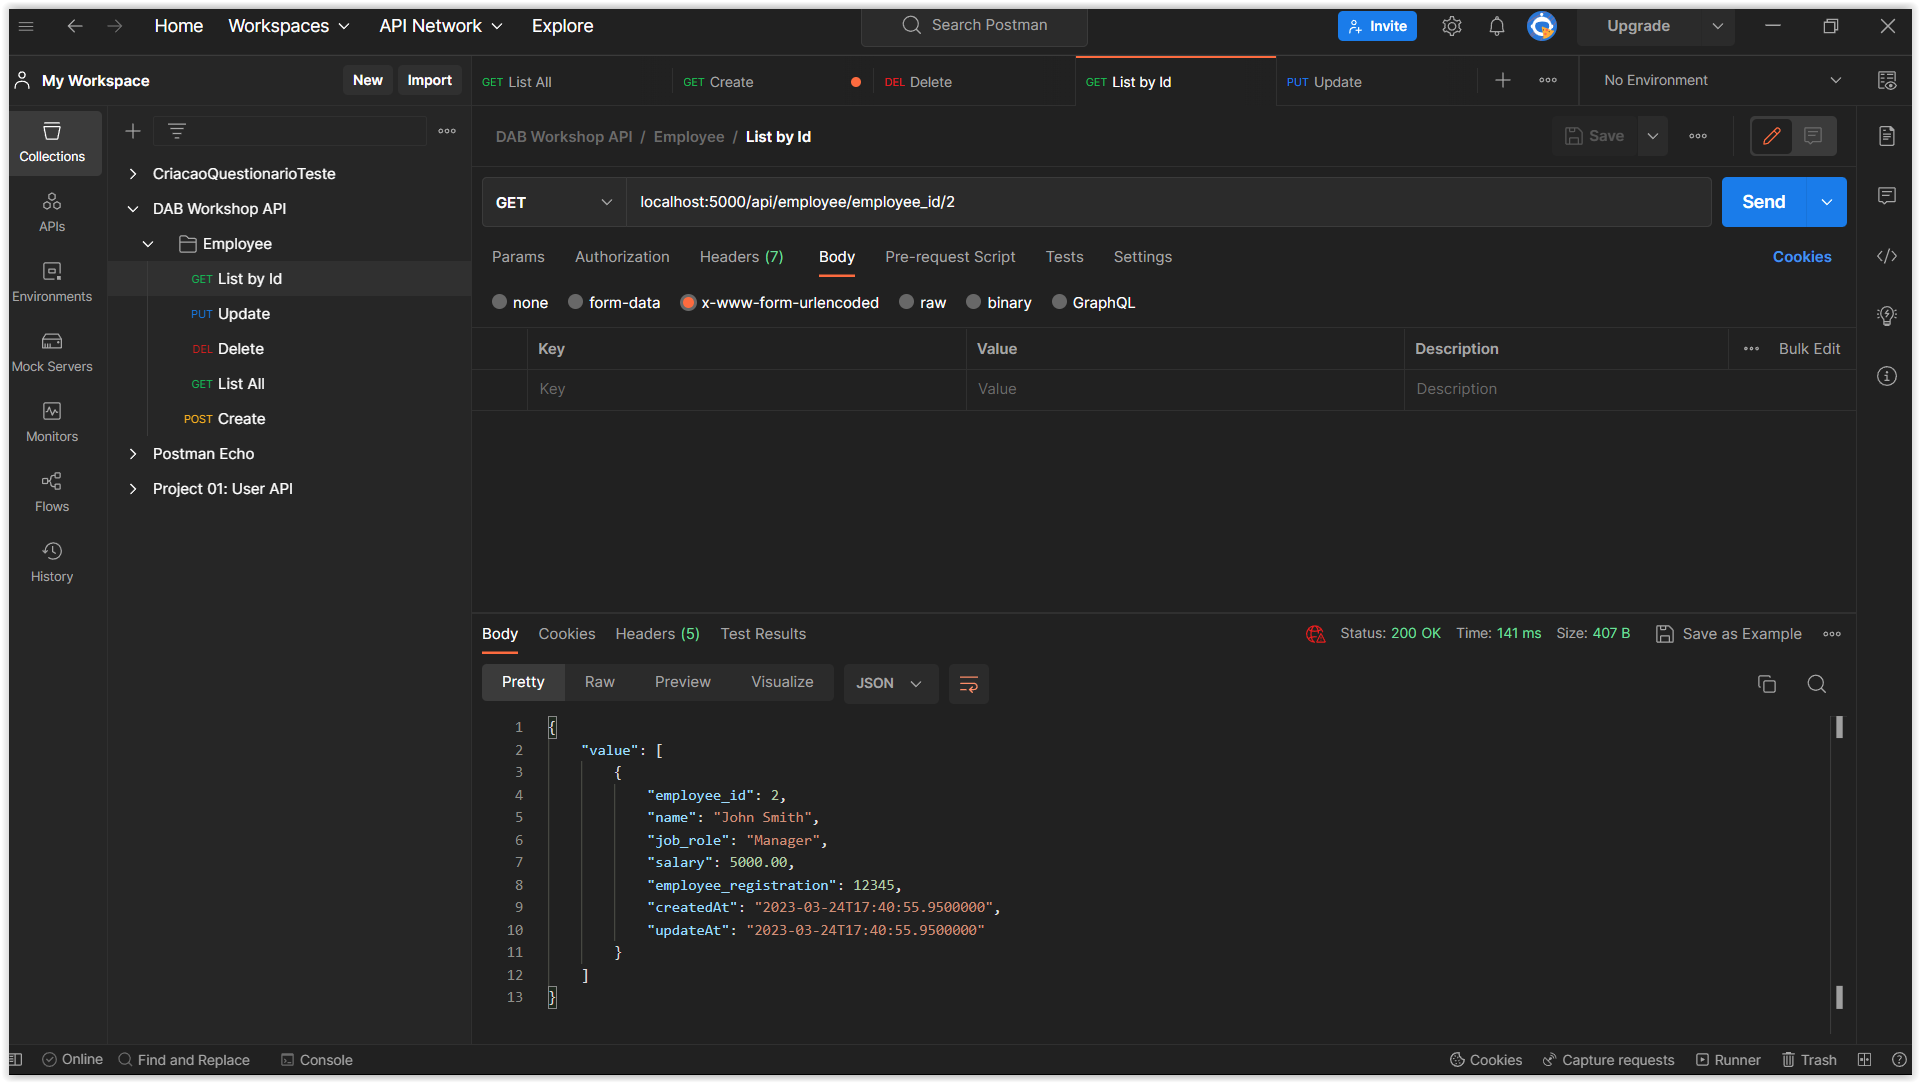 Home Workspaces API Network Explore Search Postman Invite Upgrade
My Workspace New Import
GET List All GET Create DEL Delete GET List by Id PUT Update No Environment
Collections
APIs
Environments
Mock Servers
Monitors
Flows
History
CriacaoQuestionarioTeste
DAB Workshop API
Employee
GET List by Id
PUT Update
DEL Delete
GET List All
POST Create
Postman Echo
Project 01: User API
DAB Workshop API / Employee / List by Id Save
GET localhost:5000/api/employee/employee_id/2 Send
Params Authorization Headers (7) Body Pre-request Script Tests Settings Cookies
none form-data x-www-form-urlencoded raw binary GraphQL
Key Value Description Bulk Edit
Key Value Description
Body Cookies Headers (5) Test Results Status: 200 OK Time: 141 ms Size: 407 B Save as Example
Pretty Raw Preview Visualize JSON
1 {
2 "value": [
3 {
4 "employee_id": 2,
5 "name": "John Smith",
6 "job_role": "Manager",
7 "salary": 5000.00,
8 "employee_registration": 12345,
9 "createdAt": "2023-03-24T17:40:55.9500000",
10 "updateAt": "2023-03-24T17:40:55.9500000"
11 }
12 ]
13 }
Online Find and Replace Console Cookies Capture requests Runner Trash